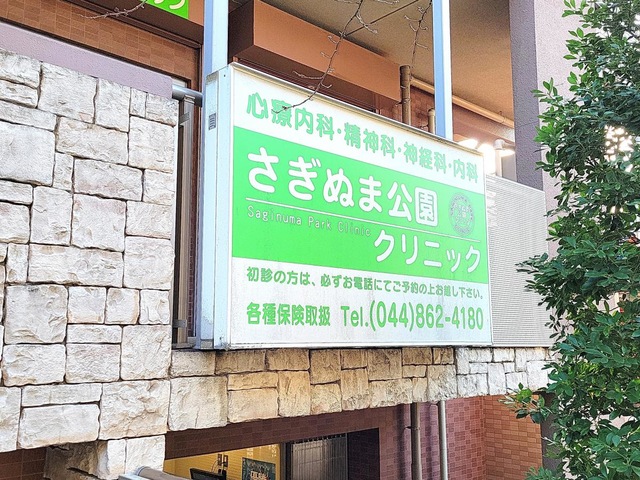 心療内科・精神科・神経科・内科
さぎぬま公園
Saginuma Park Clinic
クリニック
初診の方は、必ずお電話にてご予約の上お越し下さい。
各種保険取扱 Tel.(044)862-4180